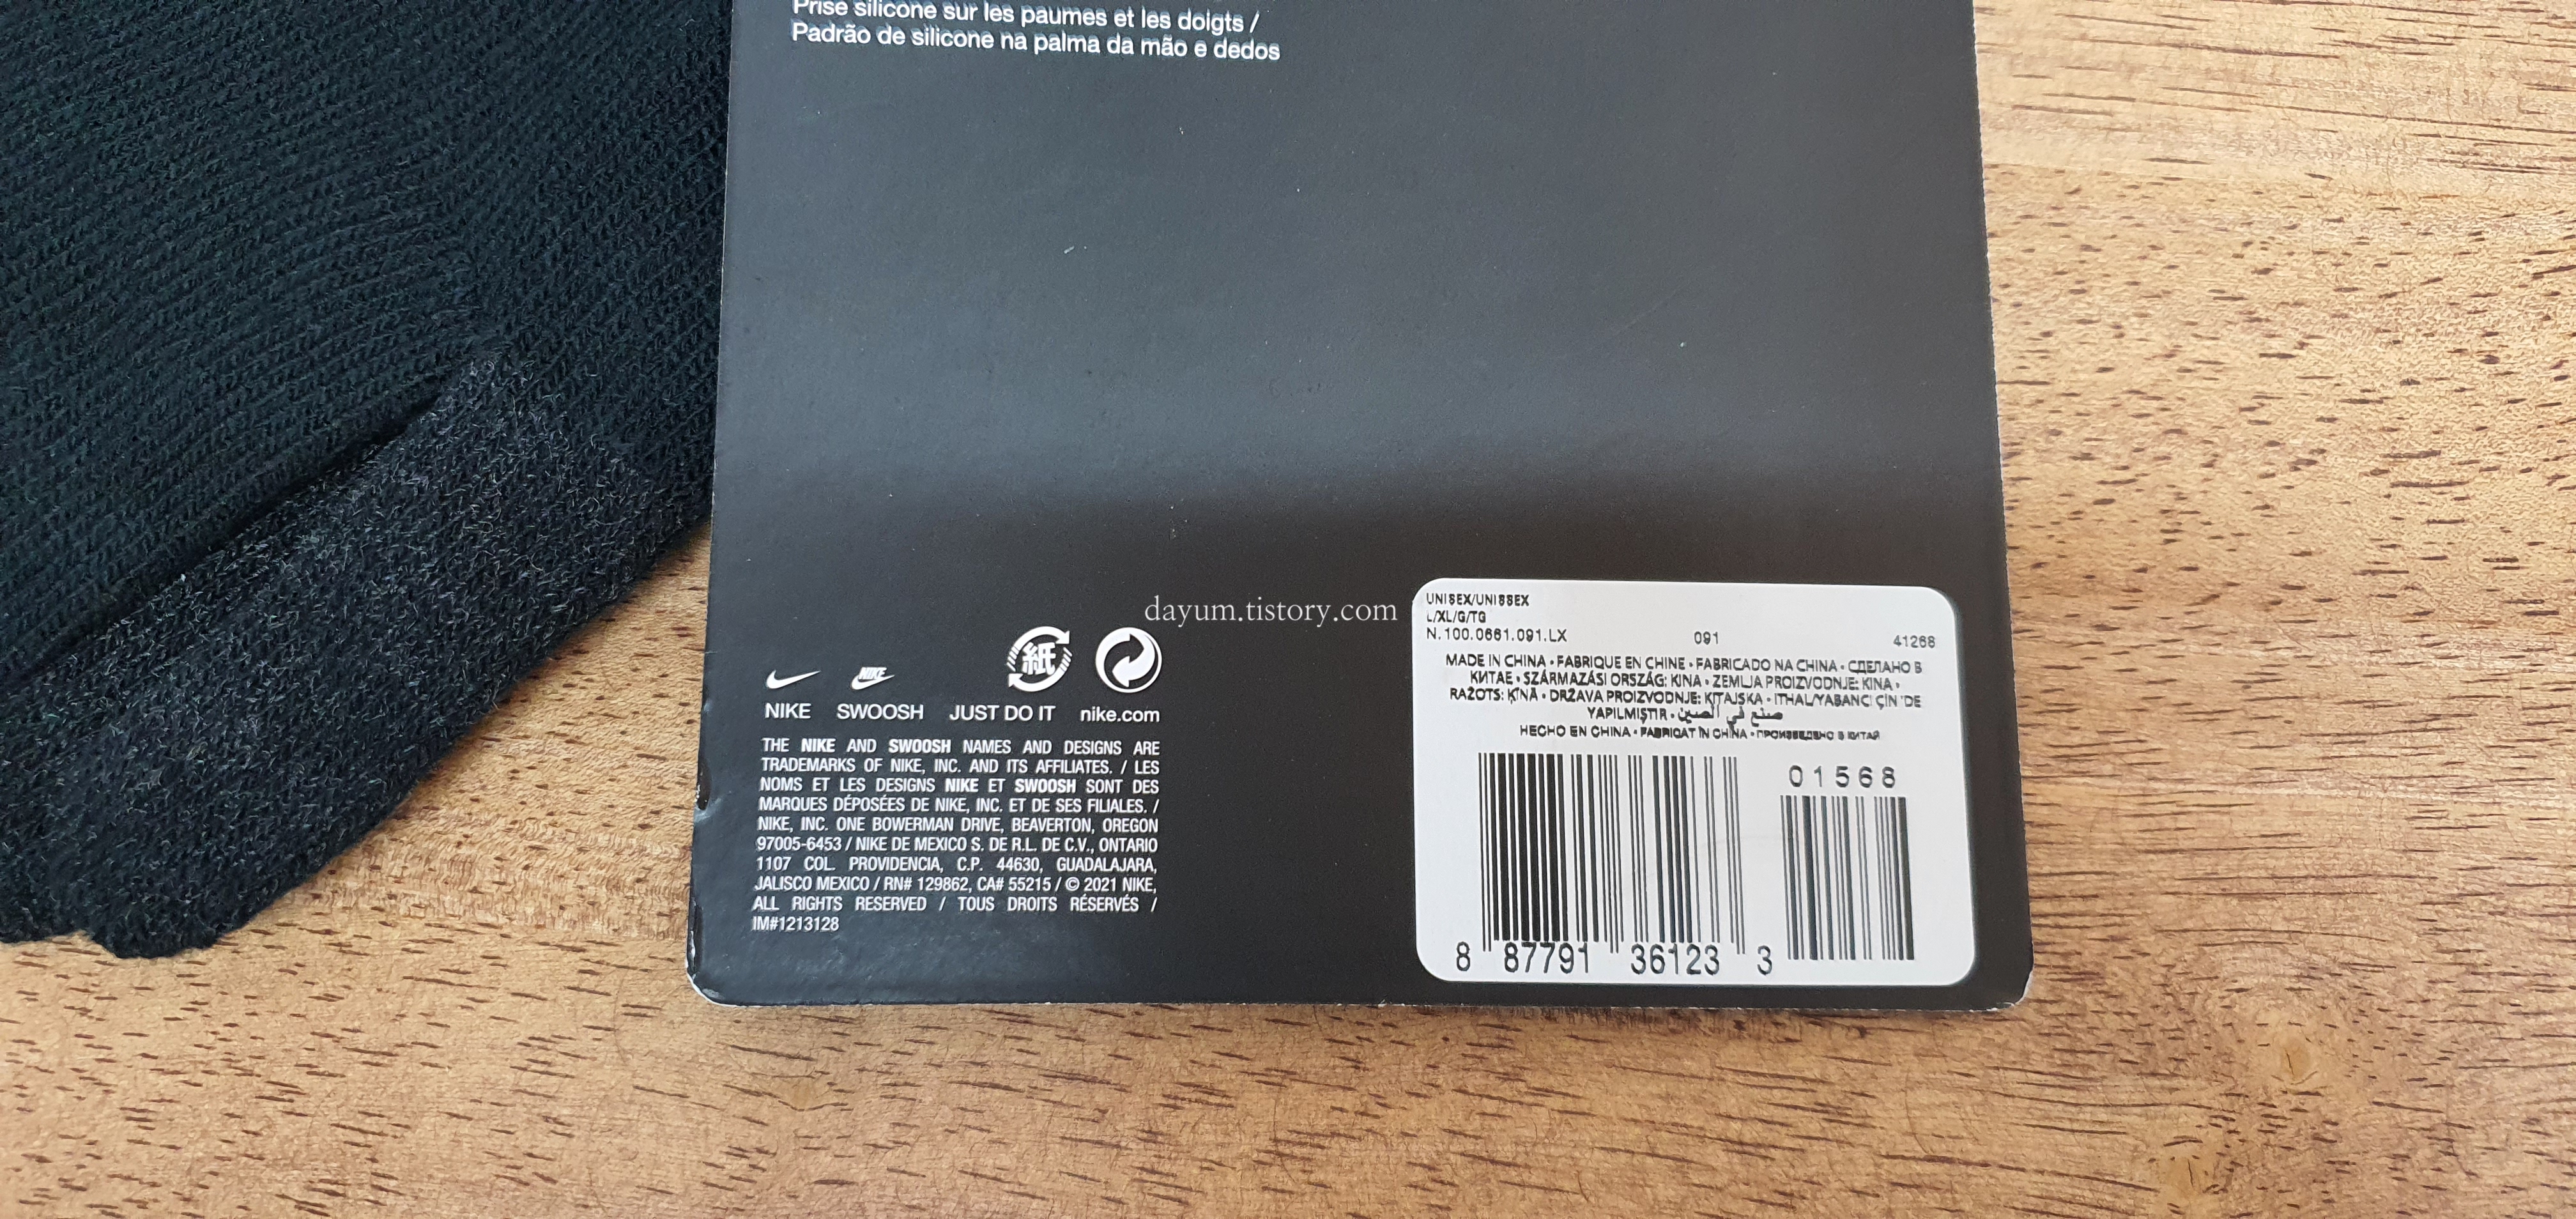 Prise silicone sur les paumes et les doigts /
Padrão de silicone na palma da mão e dedos
dayum.tistory.com
紙
NIKE
NIKE SWOOSH JUST DO IT nike.com
THE NIKE AND SWOOSH NAMES AND DESIGNS ARE
TRADEMARKS OF NIKE, INC. AND ITS AFFILIATES. / LES
NOMS ET LES DESIGNS NIKE ET SWOOSH SONT DES
MARQUES DÉPOSÉES DE NIKE, INC. ET DE SES FILIALES. /
NIKE, INC. ONE BOWERMAN DRIVE, BEAVERTON, OREGON
97005-6453 / NIKE DE MEXICO S. DE R.L. DE C.V., ONTARIO
1107 COL. PROVIDENCIA, C.P. 44630, GUADALAJARA,
JALISCO MEXICO / RN# 129862, CA# 55215 / © 2021 NIKE,
ALL RIGHTS RESERVED / TOUS DROITS RÉSERVÉS /
IM#1213128
UNISEX/UNISSEX
L/XL/G/TG
N.100.0661.091.LX 091 41268
MADE IN CHINA • FABRIQUE EN CHINE • FABRICADO NA CHINA • СДЕЛАНО В
КИТАЕ • SZÁRMAZÁSI ORSZÁG: KINA • ZEMLJA PROIZVODNJE: KINA •
RAŽOTS: ĶĪNĀ • DRŽAVA PROIZVODNJE: KITAJSKA • ITHAL/YABANCI ÇIN 'DE
YAPILMIŞTIR • صنع في الصين
HECHO EN CHINA • FABRICAT ÎN CHINA • ПРОИЗВЕДЕНО В КИТАЙ
01568
8 87791 36123 3